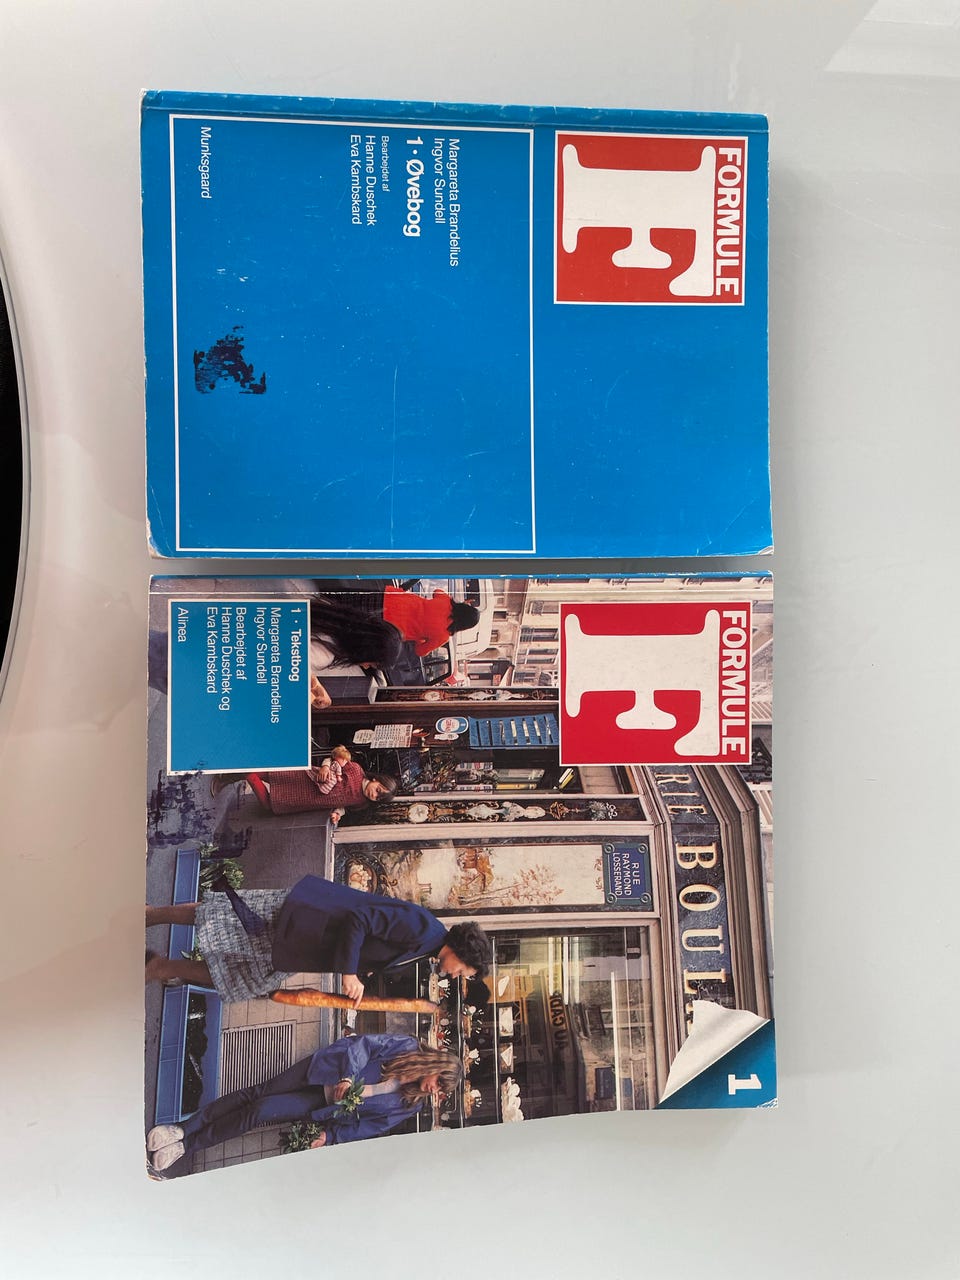 FORMULE
F
Margareta Brandelius
Ingvor Sundell
1 · Øvebog
Bearbejdet af
Hanne Duschek
Eva Kambskard
Munksgaard
FORMULE
F
1 · Tekstbog
Margareta Brandelius
Ingvor Sundell
Bearbejdet af
Hanne Duschek og
Eva Kambskard
Alinea
RE BOUL
RUE
RAYMOND
LOSSERAND
1